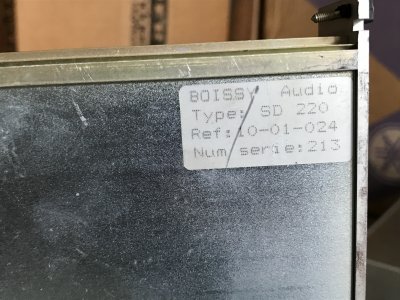 BOISSY Audio
Type: SD 220
Ref:10-01-024
Num serie:213